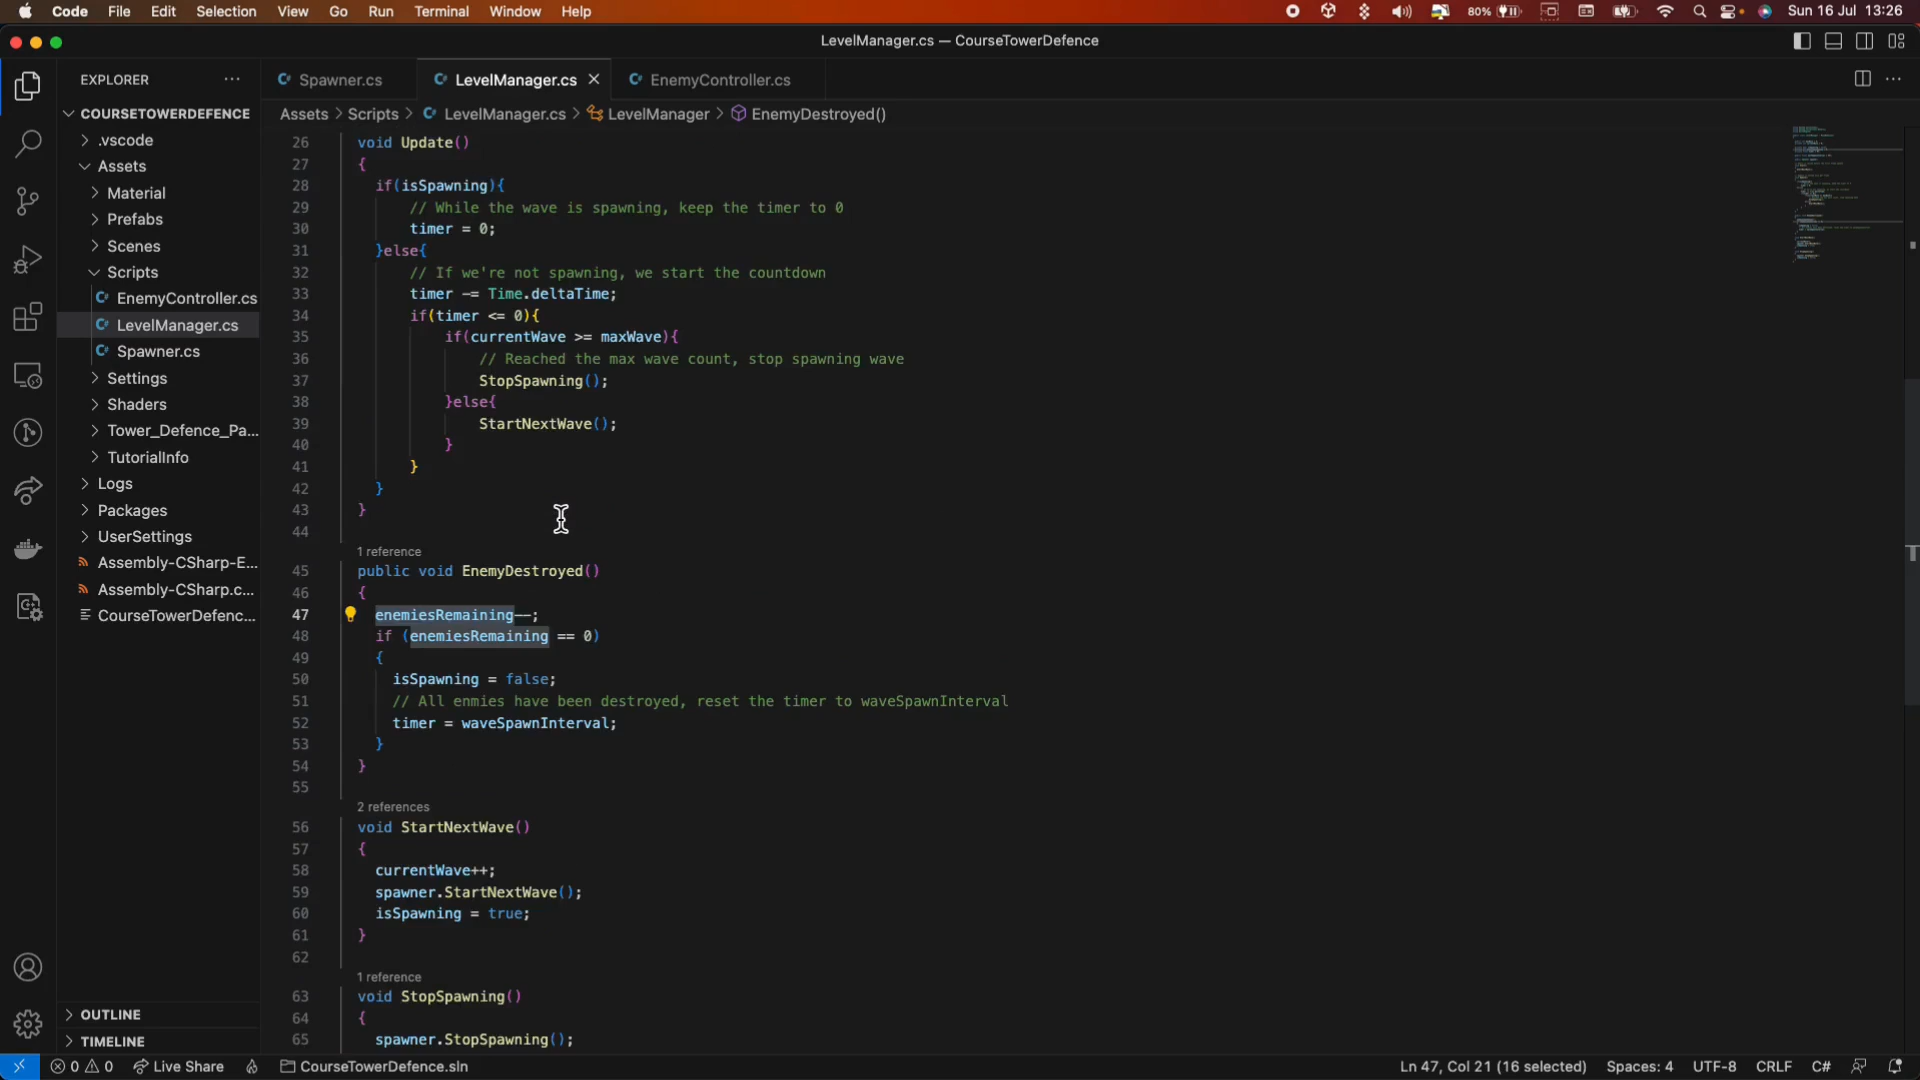 Code File Edit Selection View Go Run Terminal Window Help 80% Sun 16 Jul 13:26
LevelManager.cs — CourseTowerDefence
EXPLORER
Spawner.cs LevelManager.cs EnemyController.cs
Assets > Scripts > LevelManager.cs > LevelManager > EnemyDestroyed()
COURSETOWERDEFENCE
.vscode
Assets
Material
Prefabs
Scenes
Scripts
EnemyController.cs
LevelManager.cs
Spawner.cs
Settings
Shaders
Tower_Defence_Pa...
TutorialInfo
Logs
Packages
UserSettings
Assembly-CSharp-E...
Assembly-CSharp.c...
CourseTowerDefenc...
OUTLINE
TIMELINE
26 void Update()
27 {
28 if(isSpawning){
29 // While the wave is spawning, keep the timer to 0
30 timer = 0;
31 }else{
32 // If we're not spawning, we start the countdown
33 timer -= Time.deltaTime;
34 if(timer <= 0){
35 if(currentWave >= maxWave){
36 // Reached the max wave count, stop spawning wave
37 StopSpawning();
38 }else{
39 StartNextWave();
40 }
41 }
42 }
43 }
44
1 reference
45 public void EnemyDestroyed()
46 {
47 enemiesRemaining--;
48 if (enemiesRemaining == 0)
49 {
50 isSpawning = false;
51 // All enmies have been destroyed, reset the timer to waveSpawnInterval
52 timer = waveSpawnInterval;
53 }
54 }
55
2 references
56 void StartNextWave()
57 {
58 currentWave++;
59 spawner.StartNextWave();
60 isSpawning = true;
61 }
62
1 reference
63 void StopSpawning()
64 {
65 spawner.StopSpawning();
0 0 Live Share CourseTowerDefence.sln Ln 47, Col 21 (16 selected) Spaces: 4 UTF-8 CRLF C#